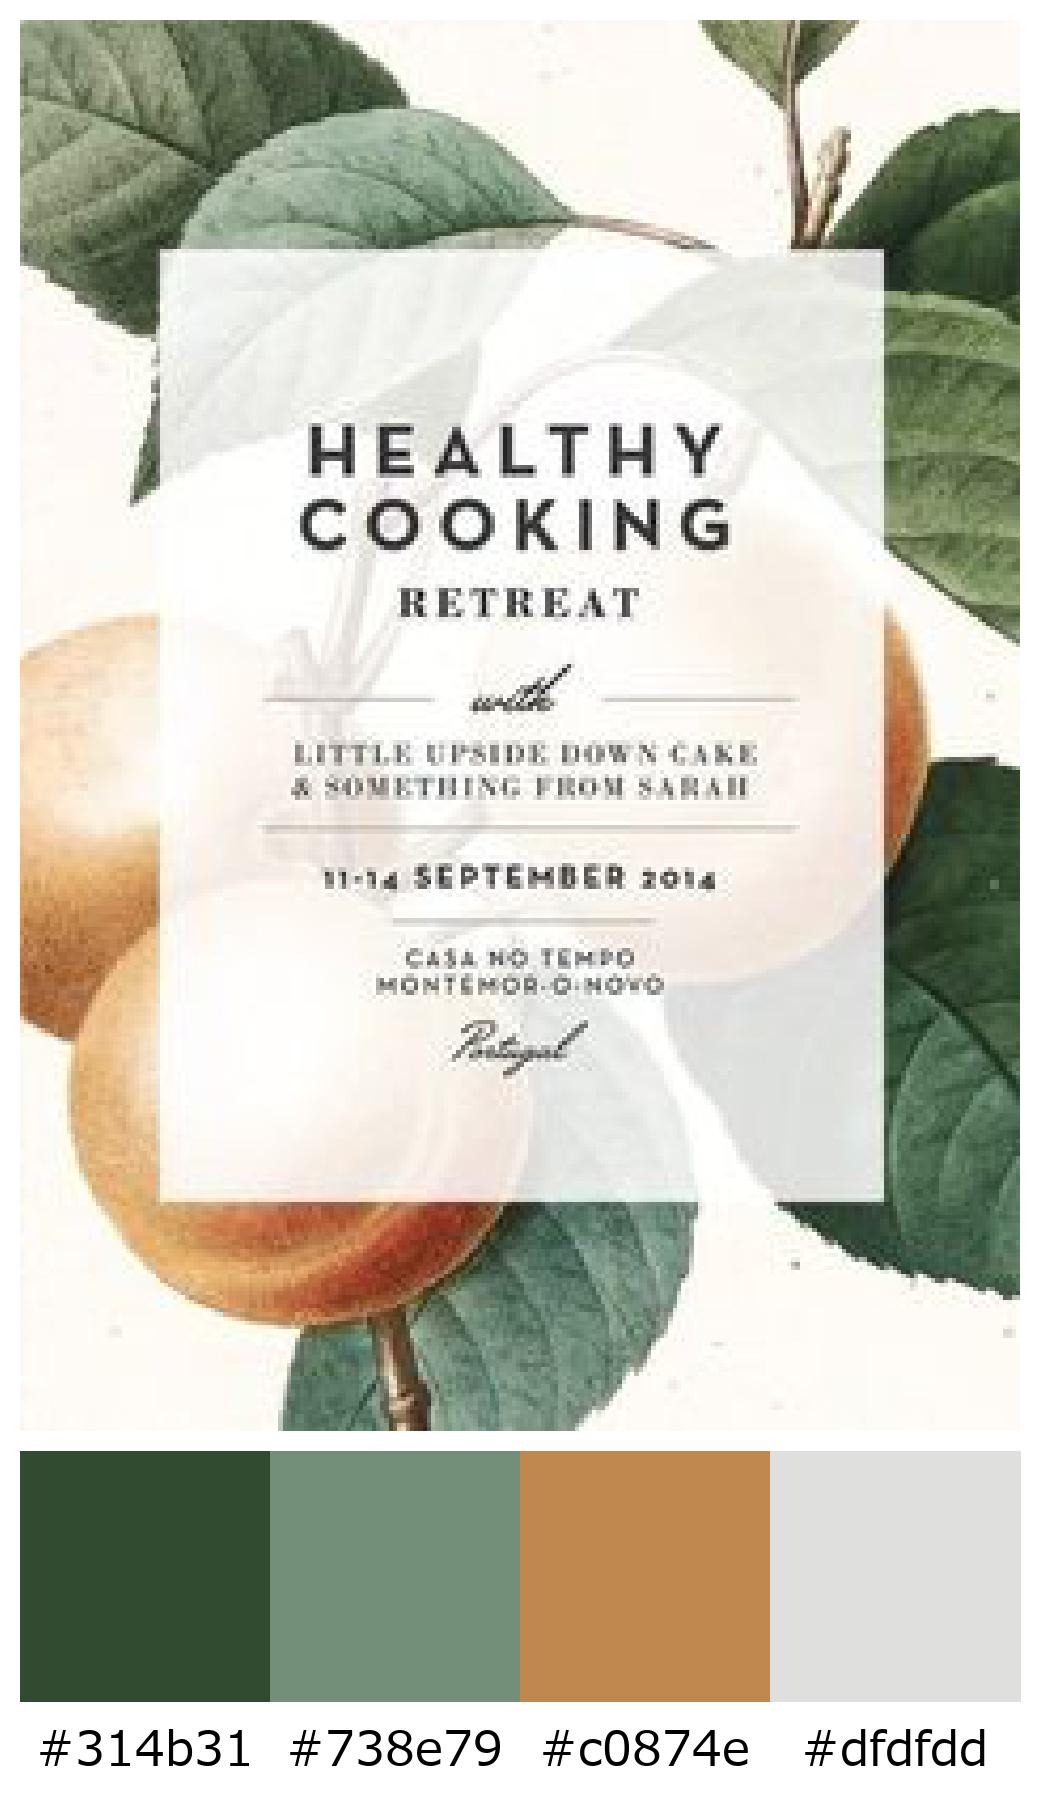 HEALTHY
COOKING
RETREAT
with
LITTLE UPSIDE DOWN CAKE
& SOMETHING FROM SARAH
11-14 SEPTEMBER 2014
CASA NO TEMPO
MONTEMOR-O-NOVO
Portugal
#314b31 #738e79 #c0874e #dfdfdd